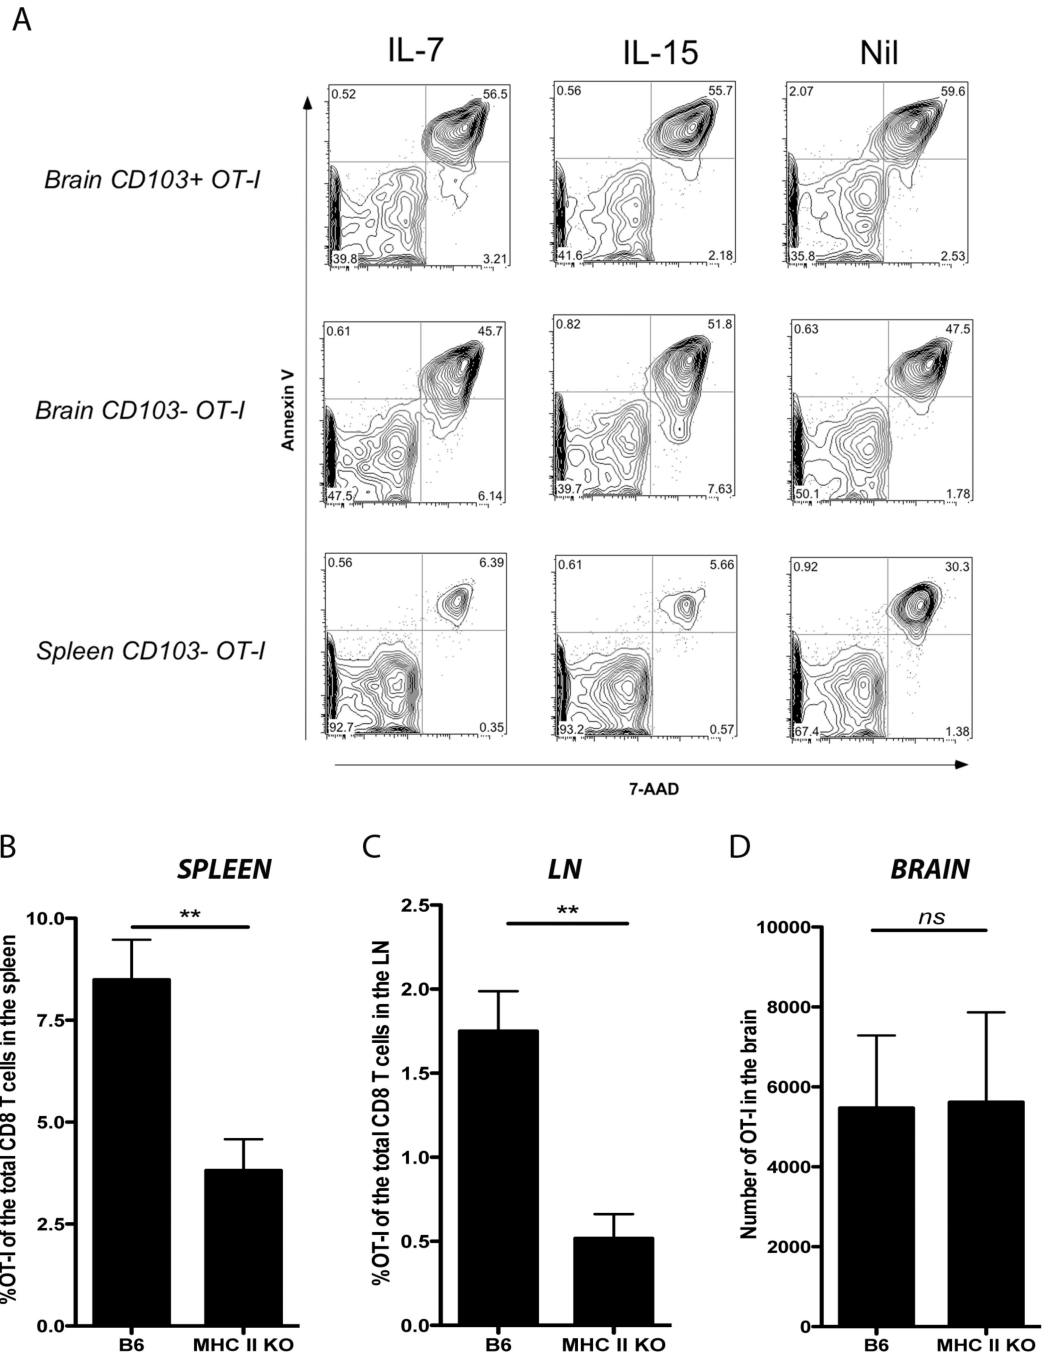 A
IL-7 IL-15 Nil
Brain CD103+ OT-I
0.52 56.5
39.8 3.21
0.56 55.7
41.6 2.18
2.07 59.6
35.8 2.53
Brain CD103- OT-I
0.61 45.7
47.5 6.14
0.82 51.8
39.7 7.63
0.63 47.5
50.1 1.78
Annexin V
Spleen CD103- OT-I
0.56 6.39
92.7 0.35
0.61 5.66
93.2 0.57
0.92 30.3
67.4 1.38
7-AAD
B
SPLEEN
%OT-I of the total CD8 T cells in the spleen
**
10.0
7.5
5.0
2.5
0.0
B6 MHC II KO
C
LN
%OT-I of the total CD8 T cells in the LN
**
2.5
2.0
1.5
1.0
0.5
0.0
B6 MHC II KO
D
BRAIN
Number of OT-I in the brain
ns
10000
8000
6000
4000
2000
0
B6 MHC II KO